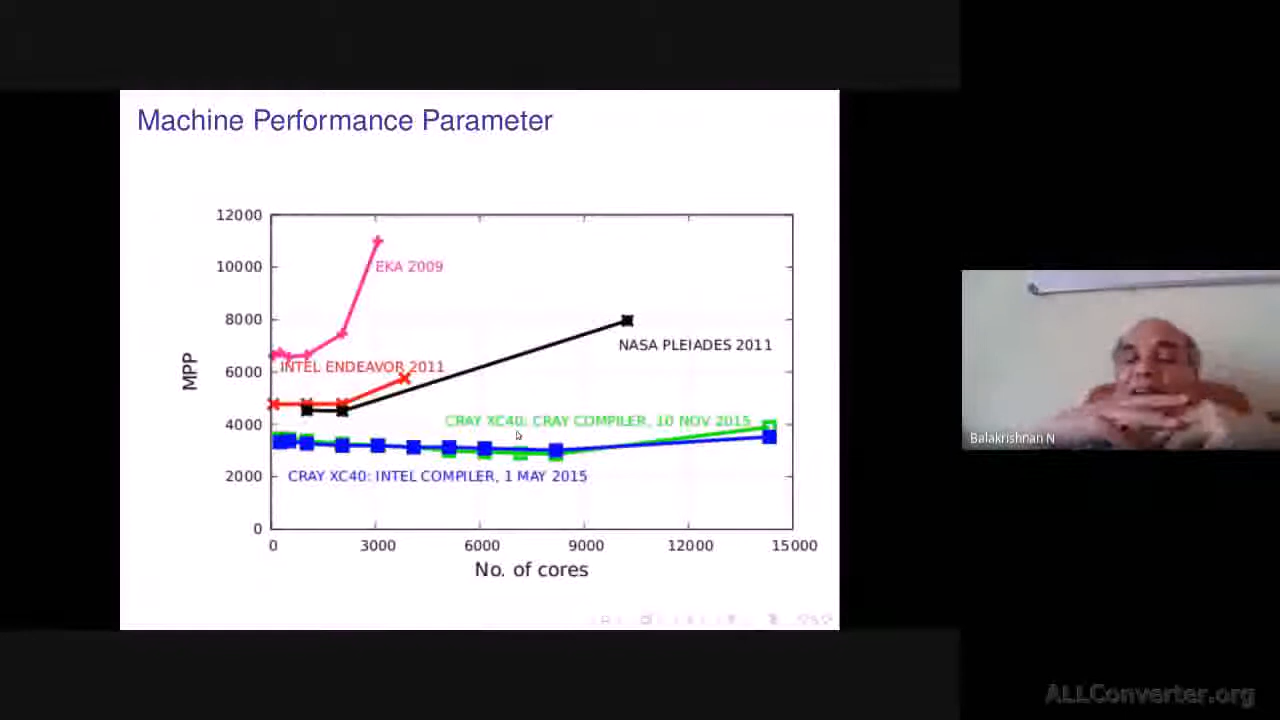 Machine Performance Parameter
12000
10000
8000
6000
4000
2000
0
MPP
EKA 2009
INTEL ENDEAVOR 2011
NASA PLEIADES 2011
CRAY XC40: CRAY COMPILER, 10 NOV 2015
CRAY XC40: INTEL COMPILER, 1 MAY 2015
0 3000 6000 9000 12000 15000
No. of cores
Balakrishnan N
ALLConverter.org